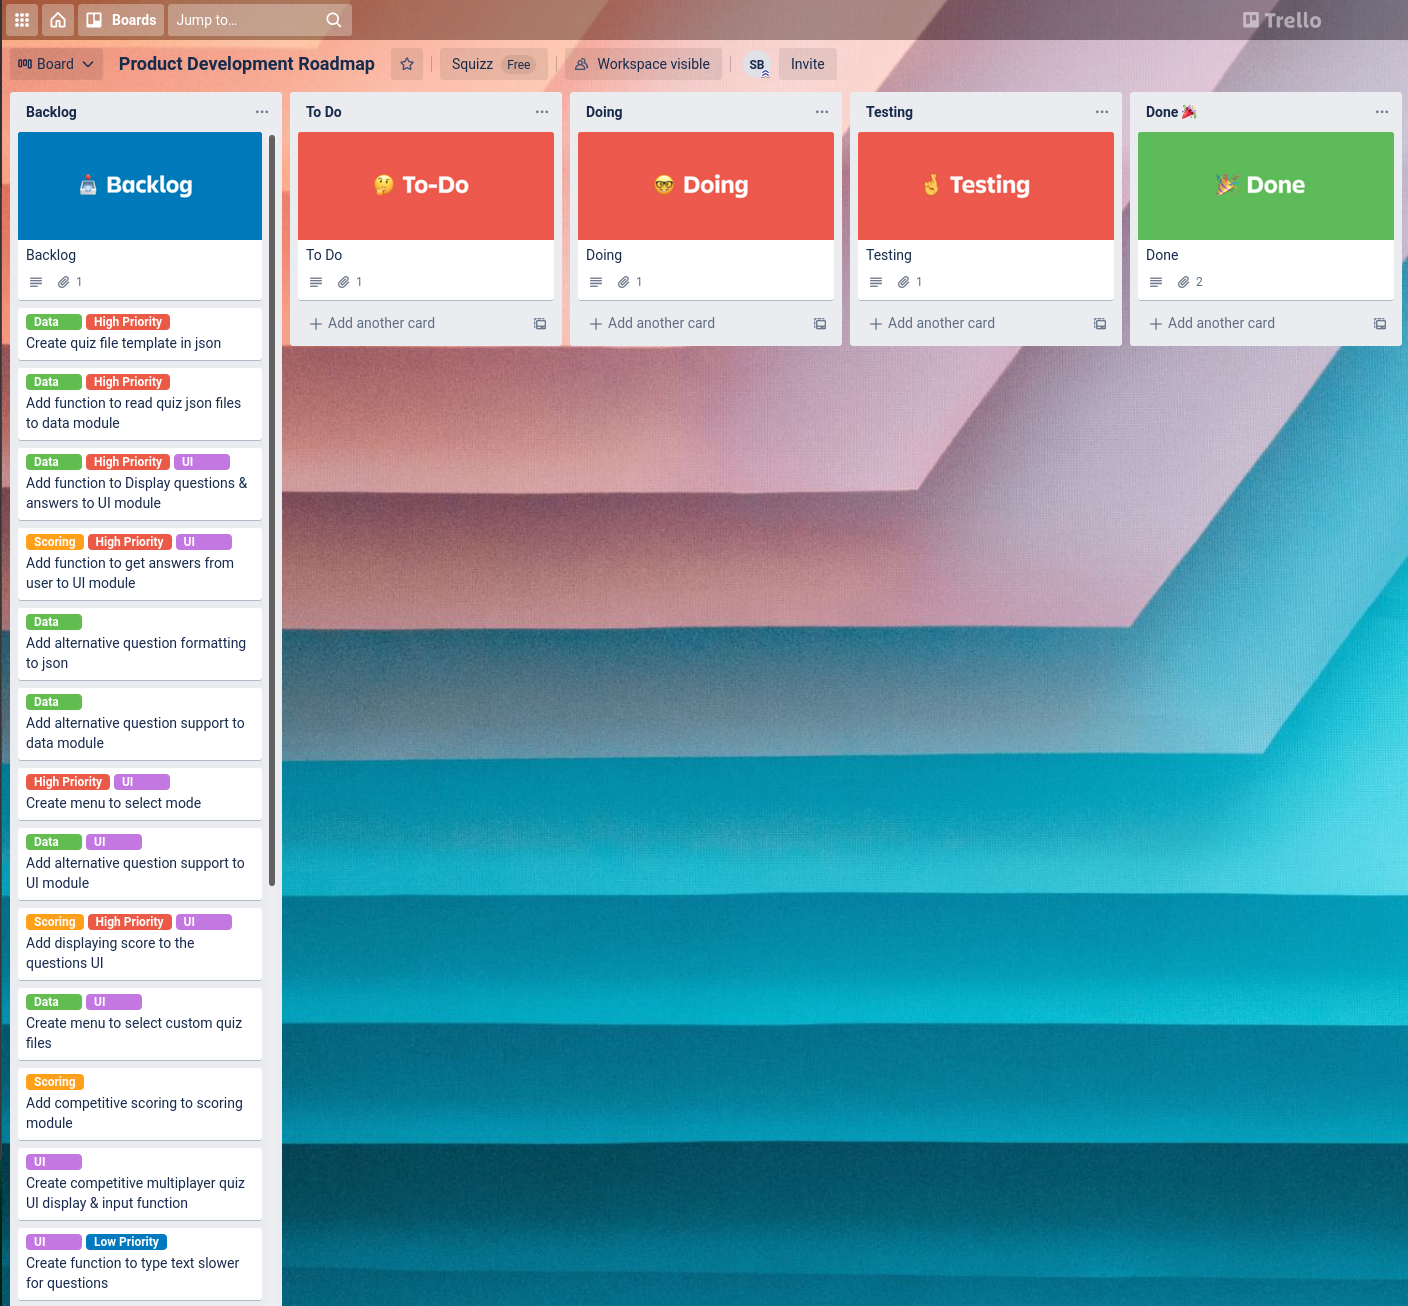 Boards
Jump to...
Trello
Board
Product Development Roadmap
Squizz
Free
Workspace visible
SB
Invite
Backlog
Backlog
Backlog
1
Data High Priority
Create quiz file template in json
Data High Priority
Add function to read quiz json files
to data module
Data High Priority UI
Add function to Display questions &
answers to UI module
Scoring High Priority UI
Add function to get answers from
user to UI module
Data
Add alternative question formatting
to json
Data
Add alternative question support to
data module
High Priority UI
Create menu to select mode
Data UI
Add alternative question support to
UI module
Scoring High Priority UI
Add displaying score to the
questions UI
Data UI
Create menu to select custom quiz
files
Scoring
Add competitive scoring to scoring
module
UI
Create competitive multiplayer quiz
UI display & input function
UI Low Priority
Create function to type text slower
for questions
To Do
🤔 To-Do
To Do
1
Add another card
Doing
🤓 Doing
Doing
1
Add another card
Testing
🤞 Testing
Testing
1
Add another card
Done 🎉
🎉 Done
Done
2
Add another card